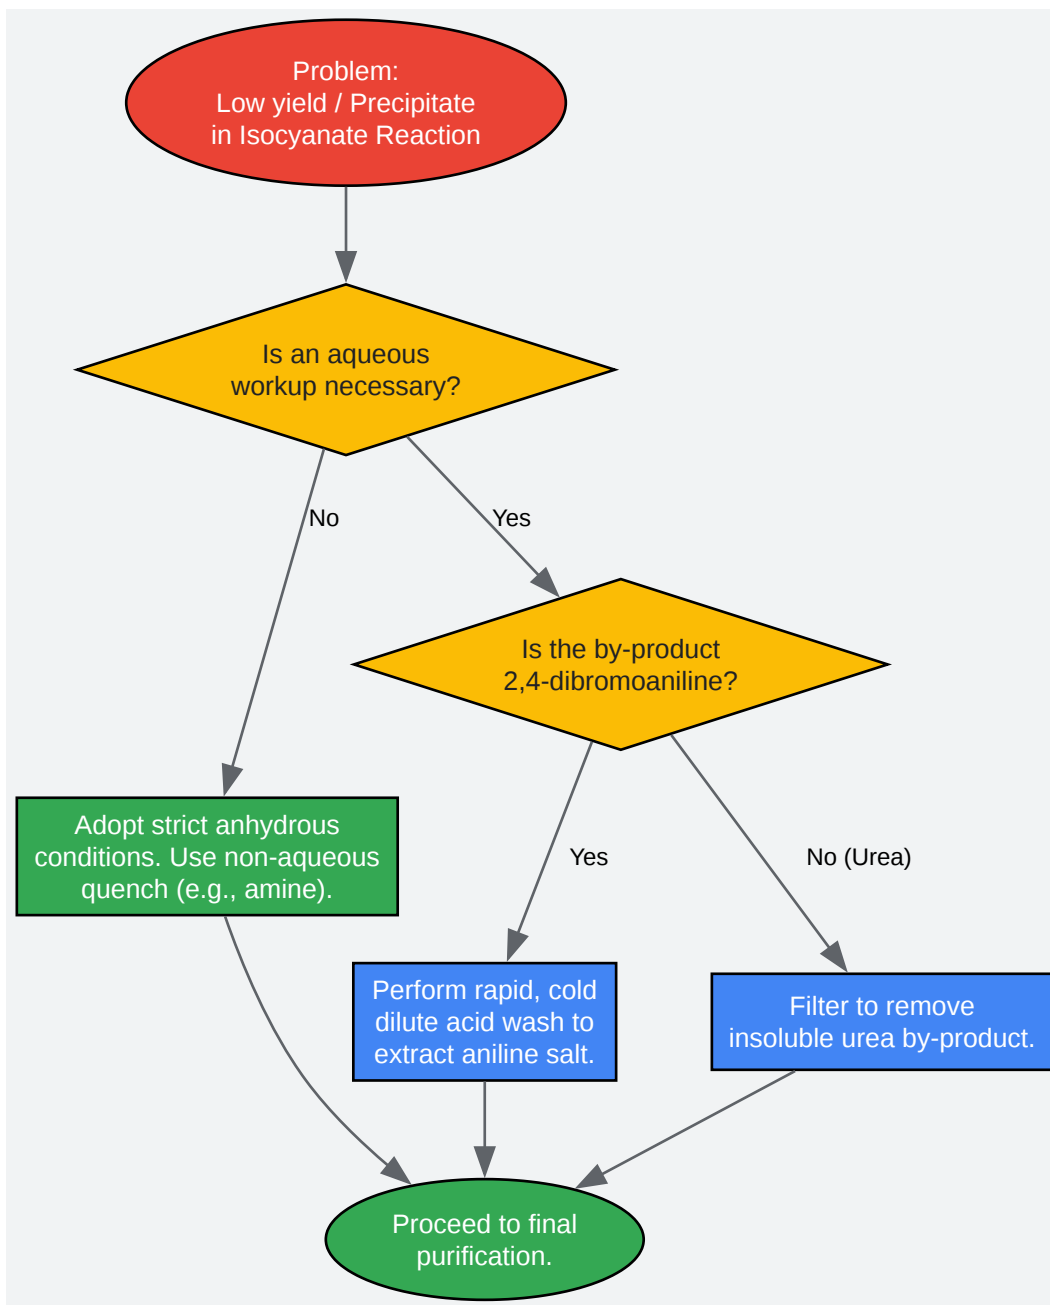 Problem:
Low yield / Precipitate
in Isocyanate Reaction
Is an aqueous
workup necessary?
No
Yes
Is the by-product
2,4-dibromoaniline?
Adopt strict anhydrous
conditions. Use non-aqueous
quench (e.g., amine).
Yes
No (Urea)
Perform rapid, cold
dilute acid wash to
extract aniline salt.
Filter to remove
insoluble urea by-product.
Proceed to final
purification.